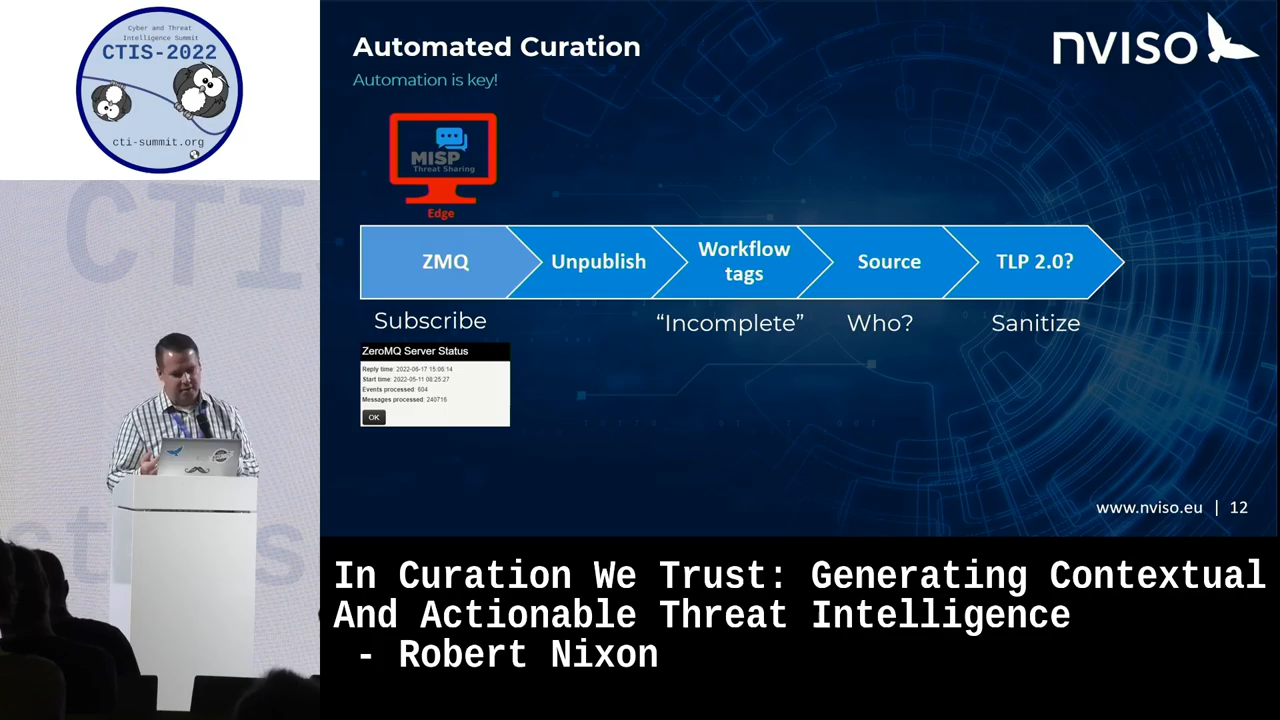 Cyber and Threat
Intelligence Summit
CTIS-2022
cti-summit.org
CTI
Automated Curation
Automation is key!
nviso
MISP
Threat Sharing
Edge
ZMQ
Unpublish
Workflow
tags
Source
TLP 2.0?
Subscribe
“Incomplete”
Who?
Sanitize
ZeroMQ Server Status
Reply time: 2022-06-17 15:06:14
Start time: 2022-05-11 08:25:27
Events processed: 604
Messages processed: 240716
OK
www.nviso.eu | 12
In Curation We Trust: Generating Contextual
And Actionable Threat Intelligence
- Robert Nixon